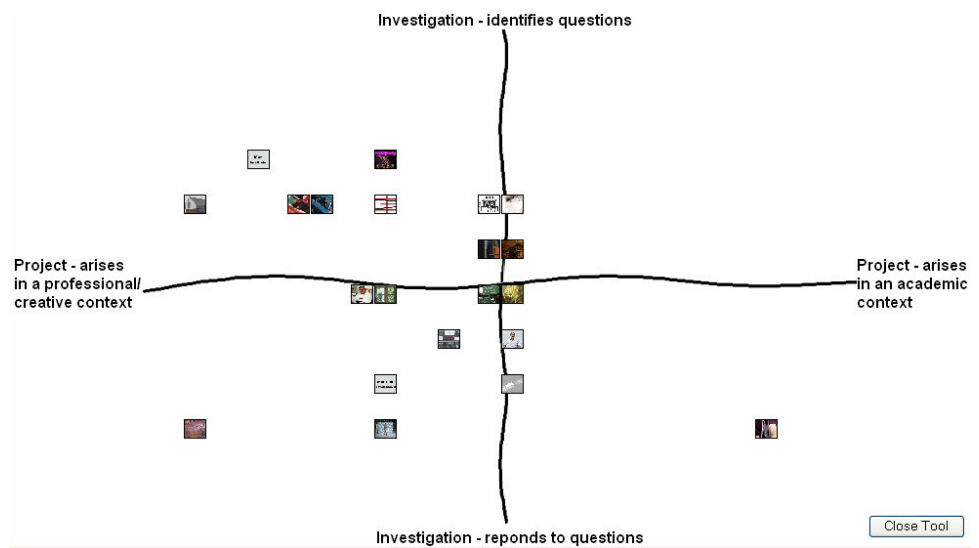 Investigation - identifies questions
Project - arises
in a professional/
creative context
Project - arises
in an academic
context
Investigation - reponds to questions
Close Tool